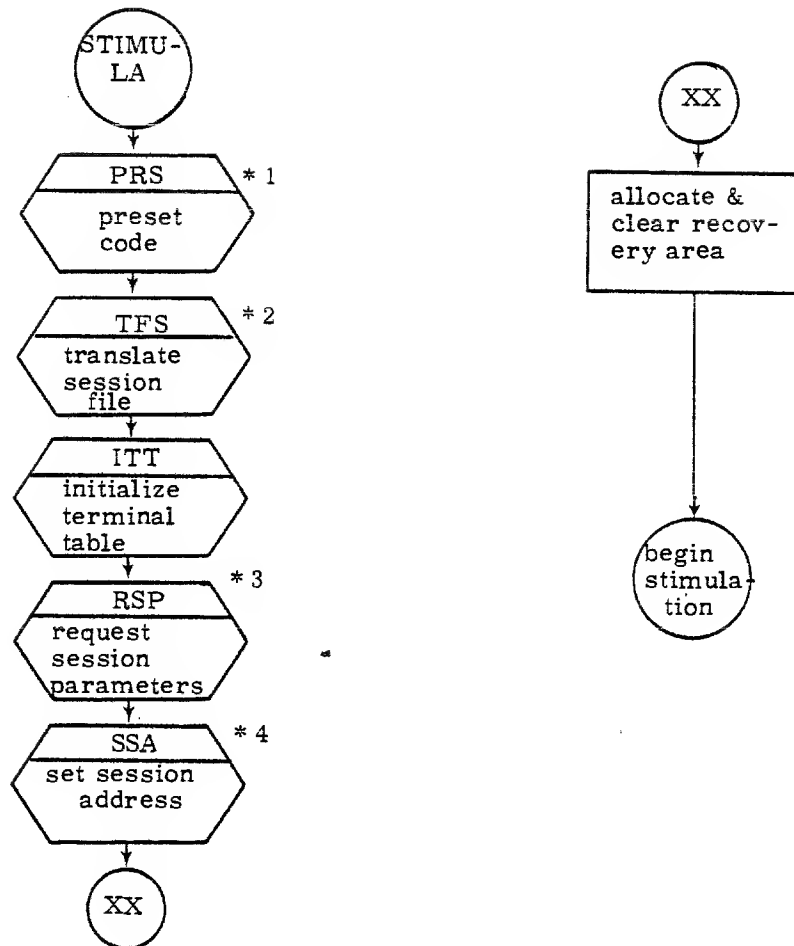 STIMU-
LA
PRS * 1
preset
code
TFS * 2
translate
session
file
ITT
initialize
terminal
table
* 3
RSP
request
session
parameters
SSA * 4
set session
address
XX
XX
allocate &
clear recov-
ery area
begin
stimula-
tion